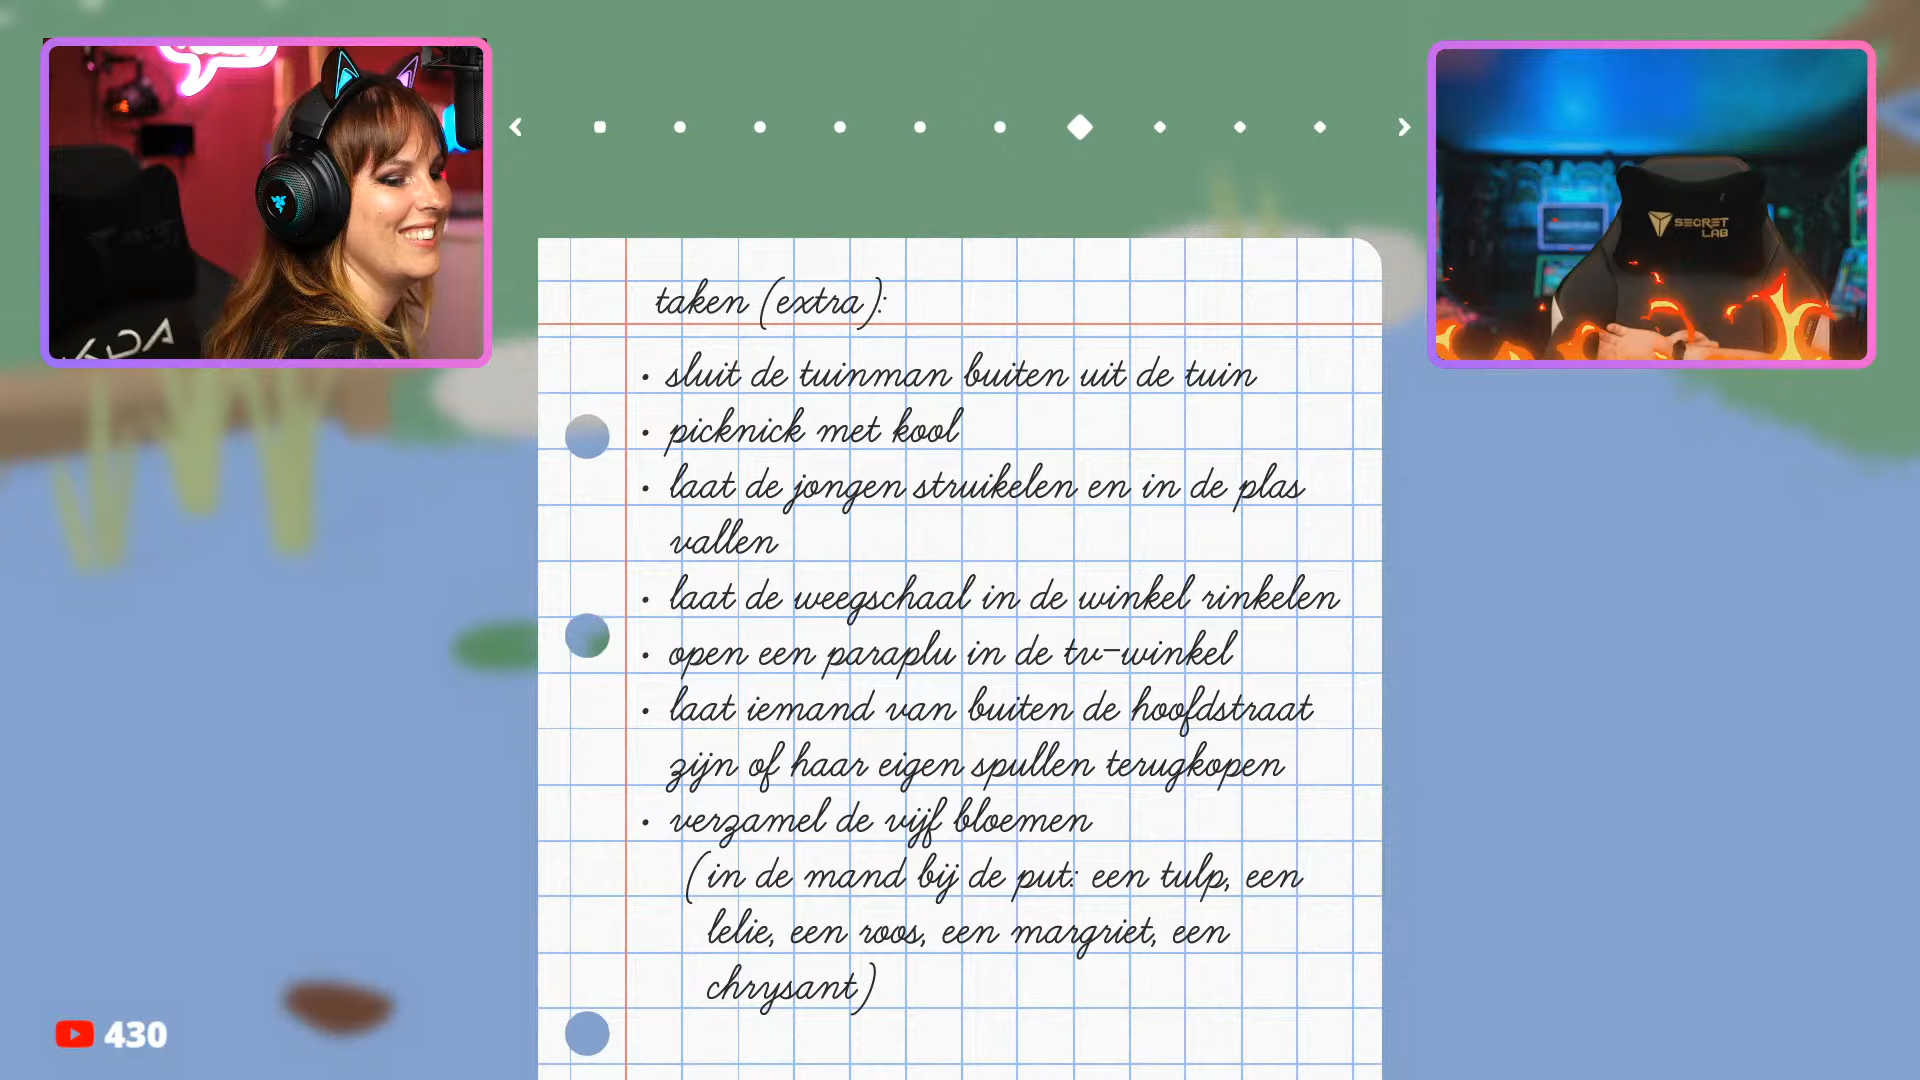 taken (extra):
• sluit de tuinman buiten uit de tuin
• picknick met kool
• laat de jongen struikelen en in de plas
vallen
• laat de weegschaal in de winkel rinkelen
• open een paraplu in de tv-winkel
• laat iemand van buiten de hoofdstraat
zijn of haar eigen spullen terugkopen
• verzamel de vijf bloemen
(in de mand bij de put: een tulp, een
lelie, een roos, een margriet, een
chrysant)
SECRET
LAB
430